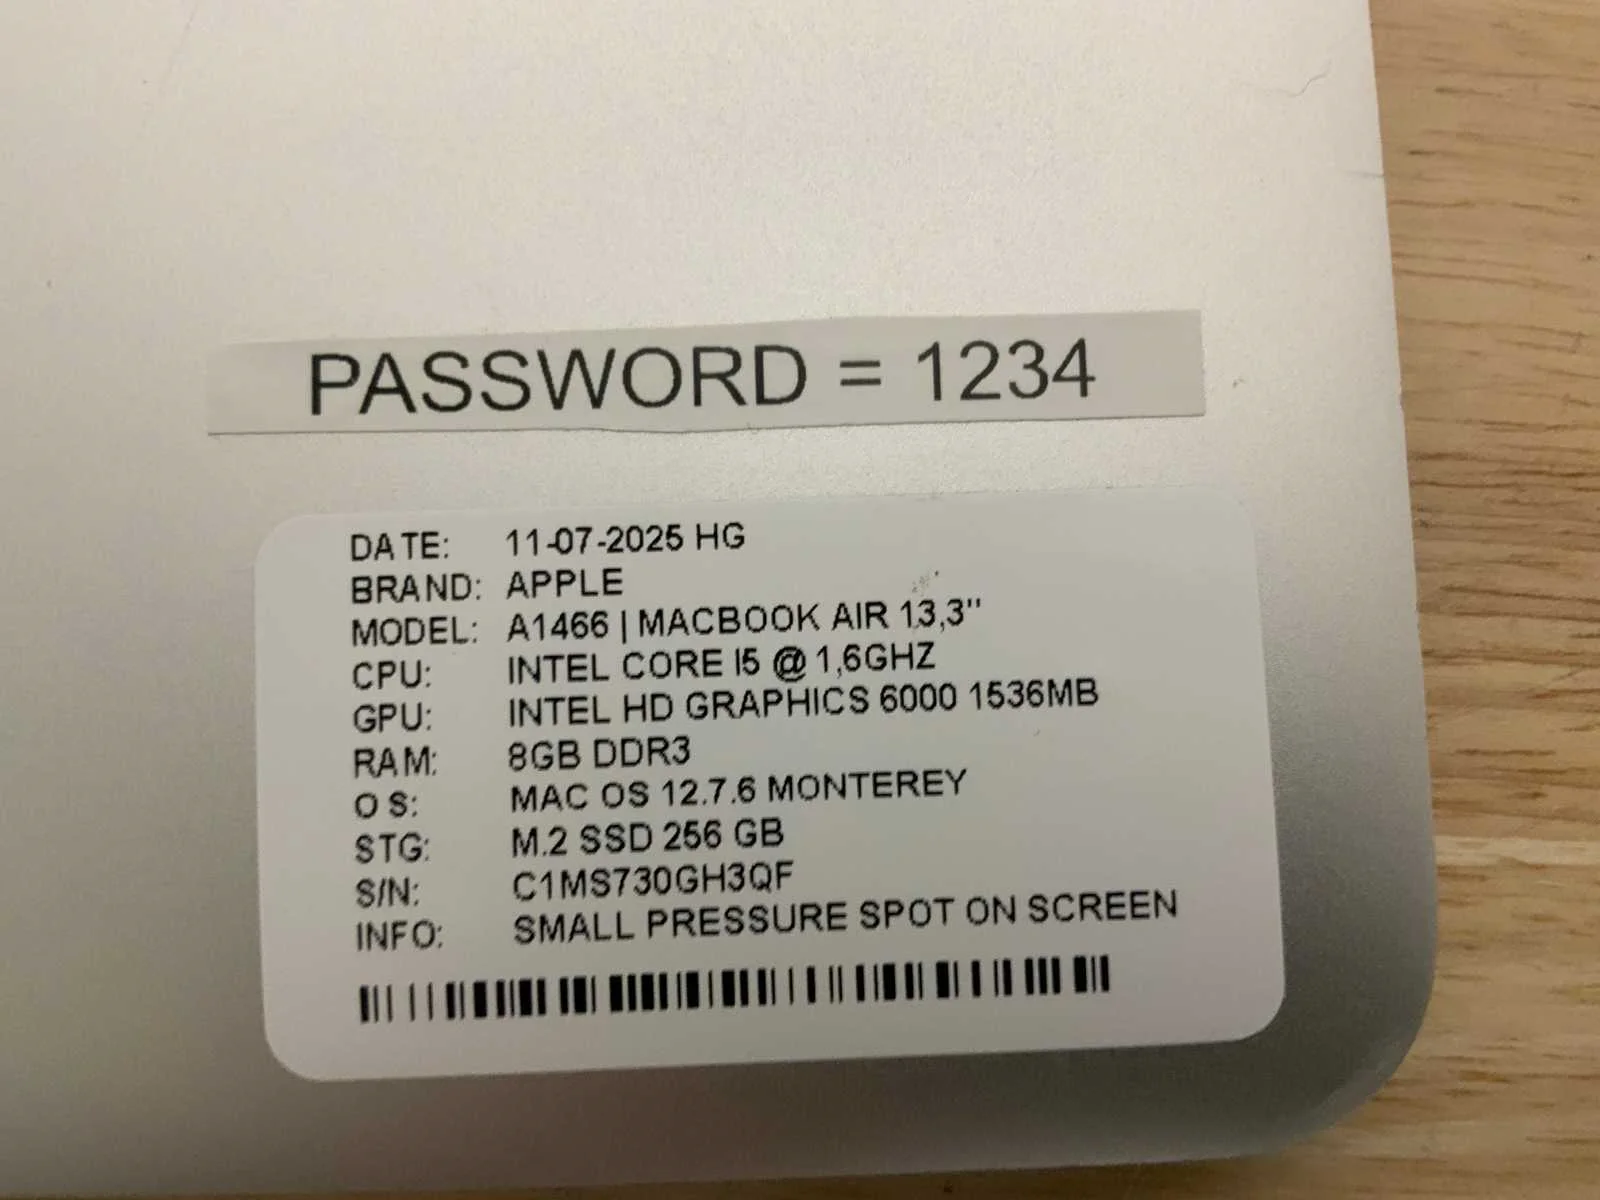 PASSWORD = 1234
DATE: 11-07-2025 HG
BRAND: APPLE
MODEL: A1466 | MACBOOK AIR 13,3"
CPU: INTEL CORE I5 @ 1,6GHZ
GPU: INTEL HD GRAPHICS 6000 1536MB
RAM: 8GB DDR3
OS: MAC OS 12.7.6 MONTEREY
STG: M.2 SSD 256 GB
S/N: C1MS730GH3QF
INFO: SMALL PRESSURE SPOT ON SCREEN